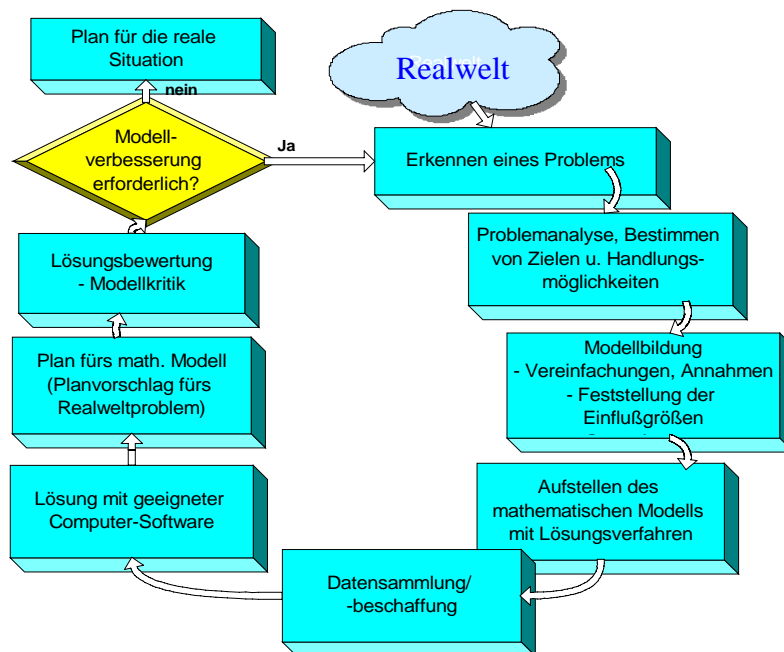 Plan für die reale
Situation
nein
Realwelt
Modell-
verbesserung
erforderlich?
Ja
Erkennen eines Problems
Problemanalyse, Bestimmen
von Zielen u. Handlungs-
möglichkeiten
Modellbildung
- Vereinfachungen, Annahmen
- Feststellung der
Einflußgrößen
Aufstellen des
mathematischen Modells
mit Lösungsverfahren
Datensammlung/
-beschaffung
Lösung mit geeigneter
Computer-Software
Plan fürs math. Modell
(Planvorschlag fürs
Realweltproblem)
Lösungsbewertung
- Modellkritik